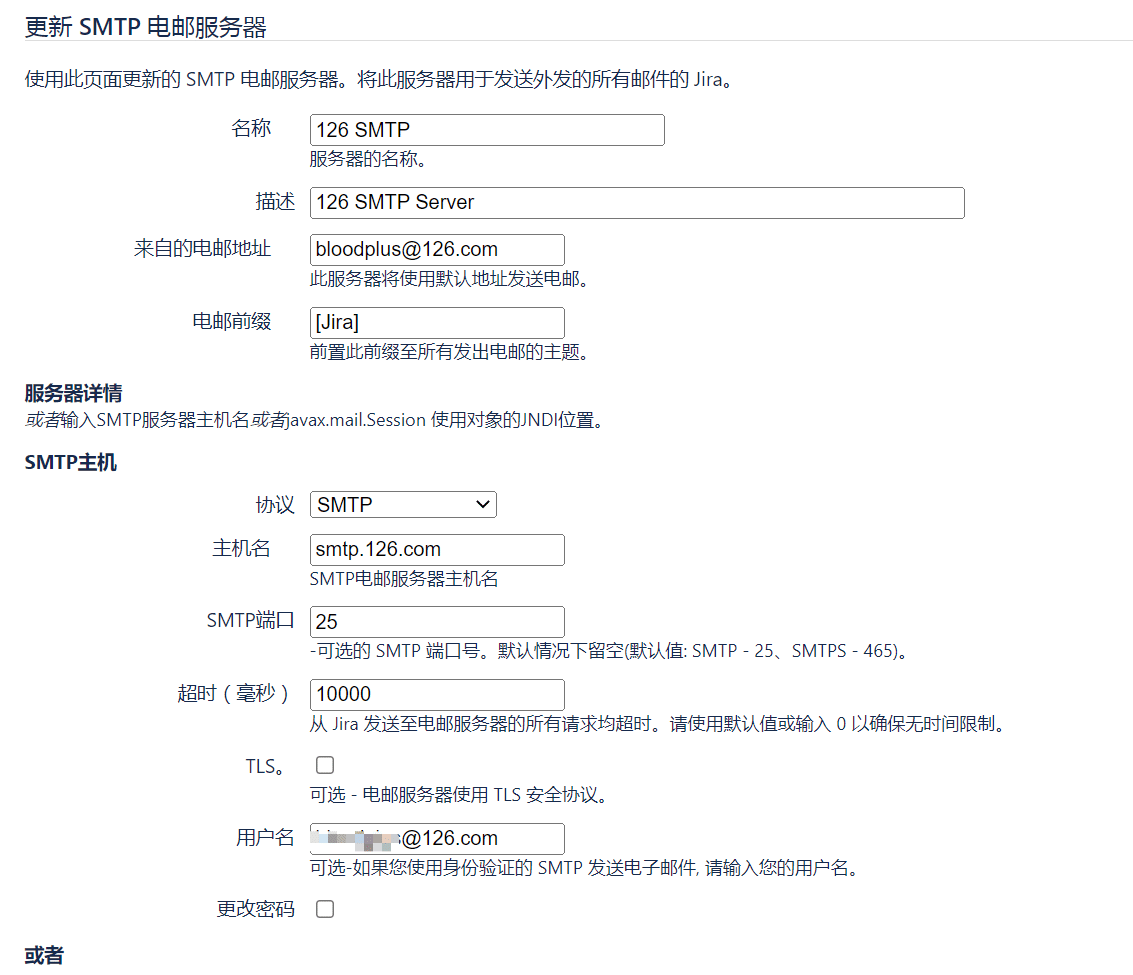 更新 SMTP 电邮服务器
使用此页面更新的 SMTP 电邮服务器。将此服务器用于发送外发的所有邮件的 Jira。
名称 126 SMTP
服务器的名称。
描述 126 SMTP Server
来自的电邮地址 bloodplus@126.com
此服务器将使用默认地址发送电邮。
电邮前缀 [Jira]
前置此前缀至所有发出电邮的主题。
服务器详情
或者输入SMTP服务器主机名或者javax.mail.Session 使用对象的JNDI位置。
SMTP主机
协议 SMTP
主机名 smtp.126.com
SMTP电邮服务器主机名
SMTP端口 25
-可选的 SMTP 端口号。默认情况下留空(默认值: SMTP - 25、SMTPS - 465)。
超时（毫秒） 10000
从 Jira 发送至电邮服务器的所有请求均超时。请使用默认值或输入 0 以确保无时间限制。
TLS。
可选 - 电邮服务器使用 TLS 安全协议。
用户名 @126.com
可选-如果您使用身份验证的 SMTP 发送电子邮件, 请输入您的用户名。
更改密码
或者